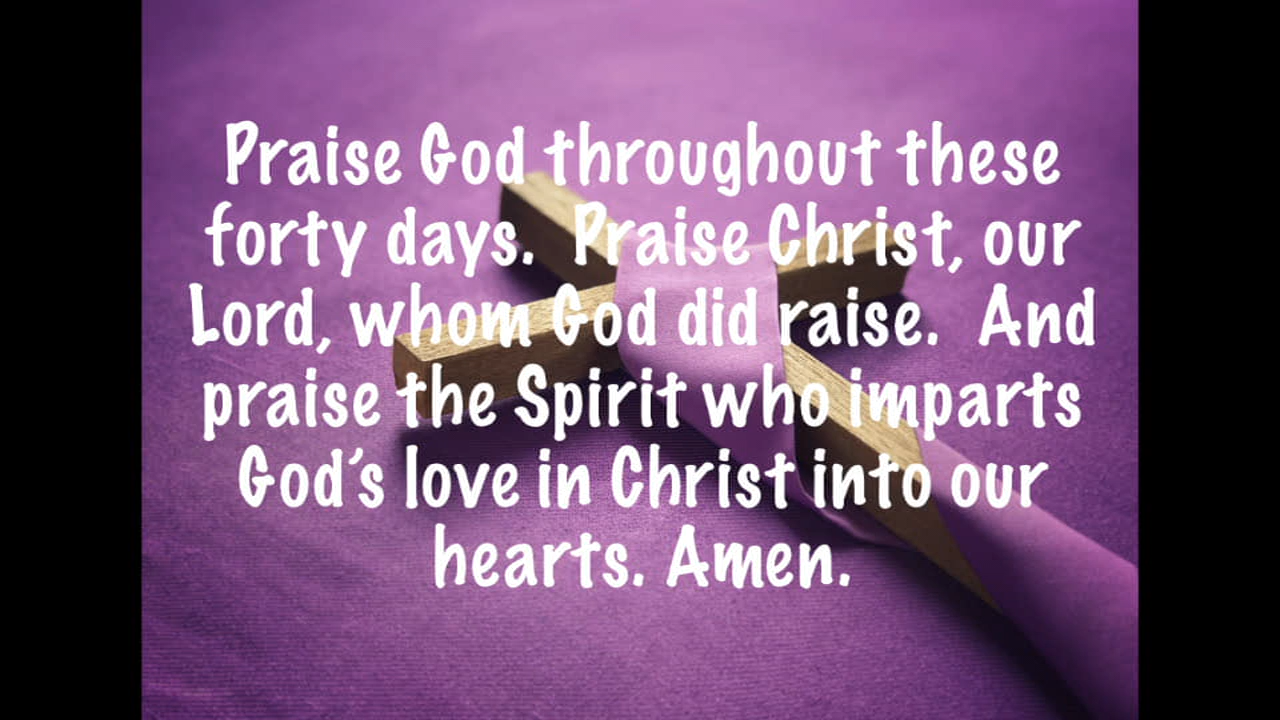 Praise God throughout these
forty days.  Praise Christ, our
Lord, whom God did raise.  And
praise the Spirit who imparts
God’s love in Christ into our
hearts. Amen.